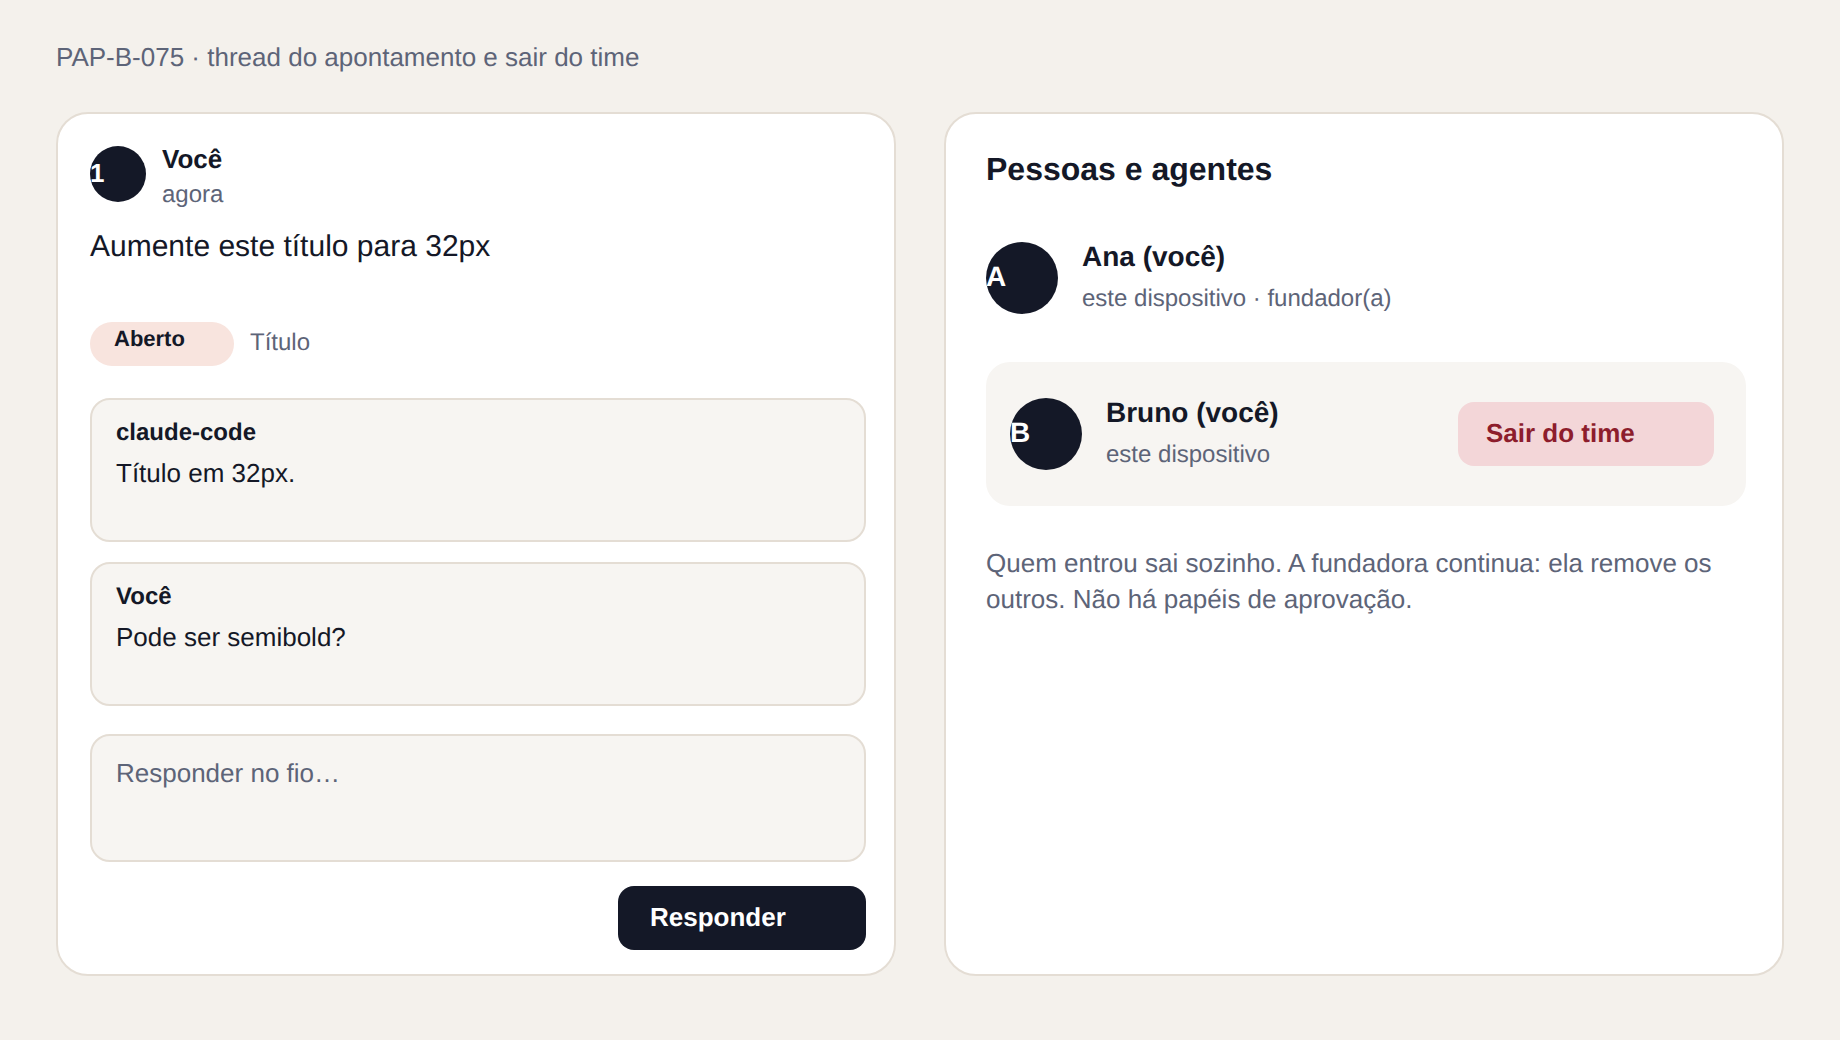 PAP-B-075 · thread do apontamento e sair do time
1
Você
agora
Aumente este título para 32px
Aberto
Título
claude-code
Título em 32px.
Você
Pode ser semibold?
Responder no fio…
Responder
Pessoas e agentes
A
Ana (você)
este dispositivo · fundador(a)
B
Bruno (você)
este dispositivo
Sair do time
Quem entrou sai sozinho. A fundadora continua: ela remove os
outros. Não há papéis de aprovação.